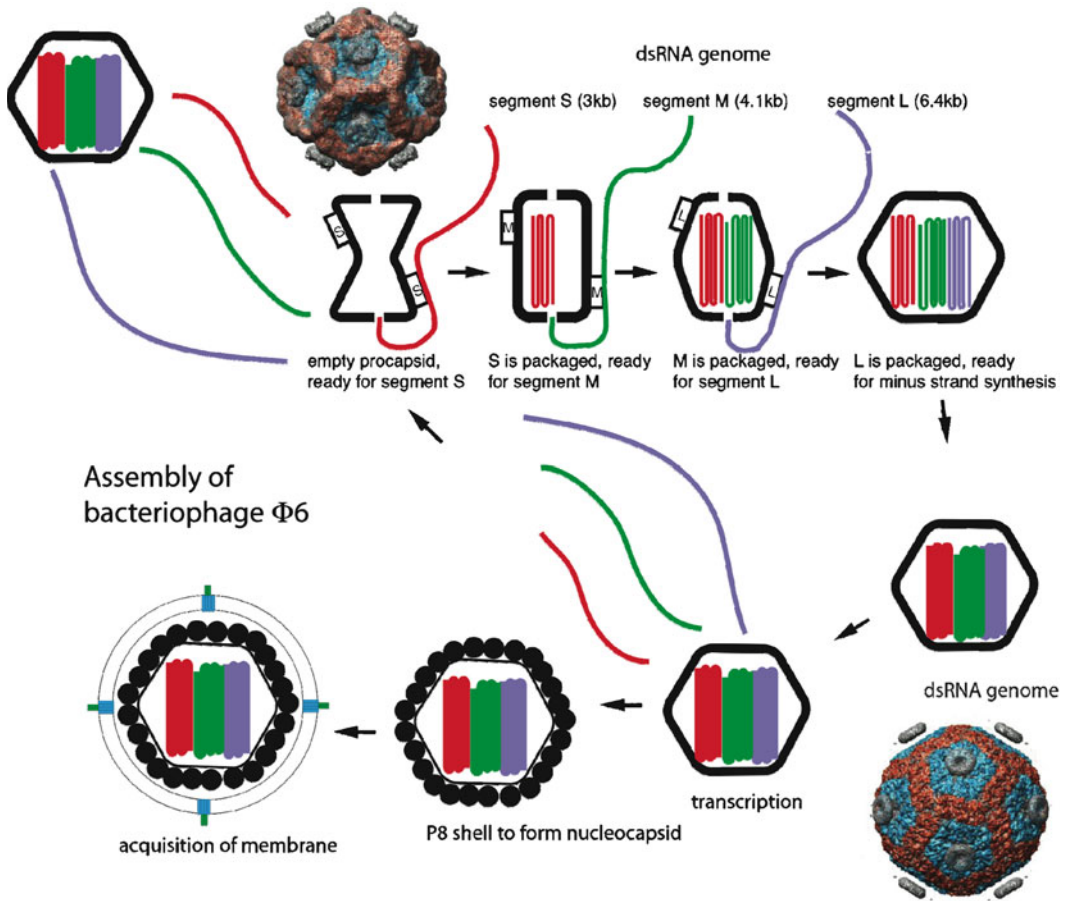 dsRNA genome
segment S (3kb)
segment M (4.1kb)
segment L (6.4kb)
S
S
M
M
L
L
empty procapsid,
ready for segment S
S is packaged, ready
for segment M
M is packaged, ready
for segment L
L is packaged, ready
for minus strand synthesis
Assembly of
bacteriophage Φ6
dsRNA genome
transcription
P8 shell to form nucleocapsid
acquisition of membrane